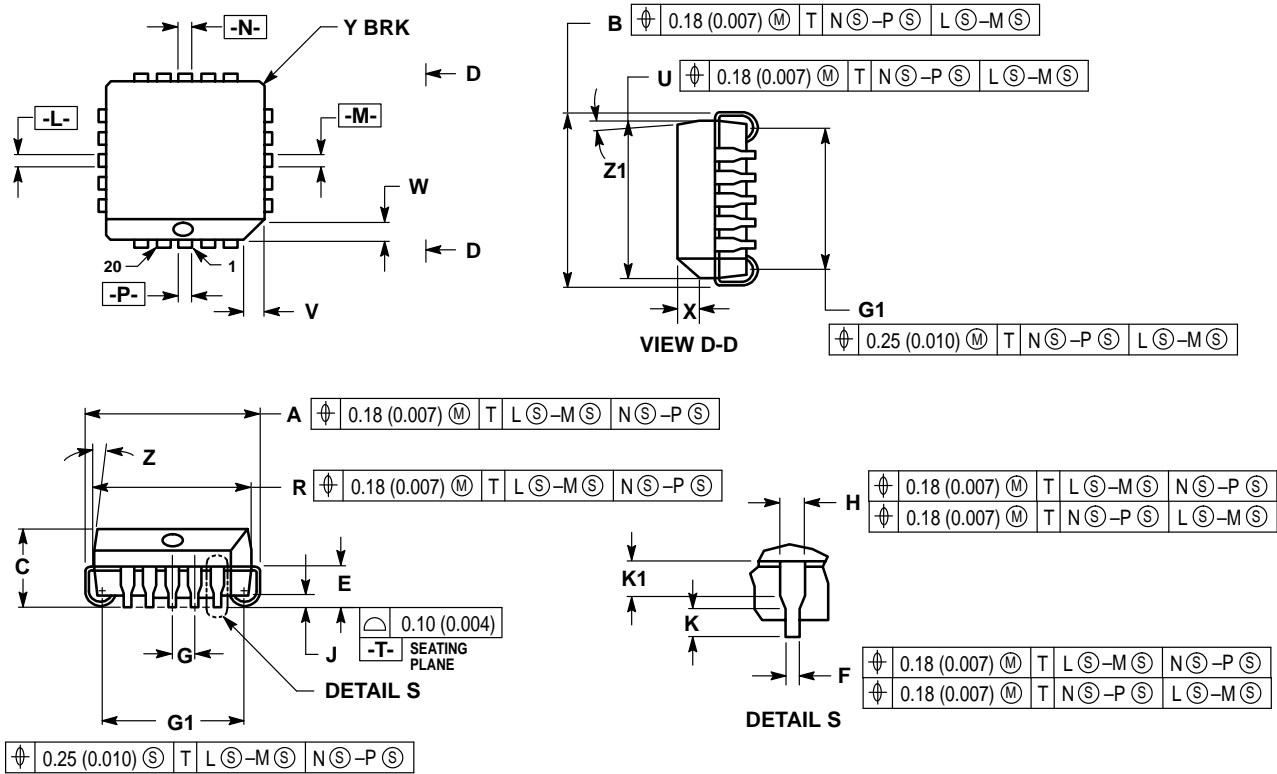 -N-
Y BRK
D
-L-
-M-
W
20
1
D
-P-
V
B ⌖ 0.18 (0.007) Ⓜ T N Ⓢ –P Ⓢ L Ⓢ –M Ⓢ
U ⌖ 0.18 (0.007) Ⓜ T N Ⓢ –P Ⓢ L Ⓢ –M Ⓢ
Z1
X
G1
VIEW D-D
⌖ 0.25 (0.010) Ⓜ T N Ⓢ –P Ⓢ L Ⓢ –M Ⓢ
A ⌖ 0.18 (0.007) Ⓜ T L Ⓢ –M Ⓢ N Ⓢ –P Ⓢ
Z
R ⌖ 0.18 (0.007) Ⓜ T L Ⓢ –M Ⓢ N Ⓢ –P Ⓢ
C
E
J
⌓ 0.10 (0.004)
-T- SEATING
PLANE
G
DETAIL S
G1
⌖ 0.25 (0.010) Ⓢ T L Ⓢ –M Ⓢ N Ⓢ –P Ⓢ
H ⌖ 0.18 (0.007) Ⓜ T L Ⓢ –M Ⓢ N Ⓢ –P Ⓢ
⌖ 0.18 (0.007) Ⓜ T N Ⓢ –P Ⓢ L Ⓢ –M Ⓢ
K1
K
F ⌖ 0.18 (0.007) Ⓜ T L Ⓢ –M Ⓢ N Ⓢ –P Ⓢ
⌖ 0.18 (0.007) Ⓜ T N Ⓢ –P Ⓢ L Ⓢ –M Ⓢ
DETAIL S